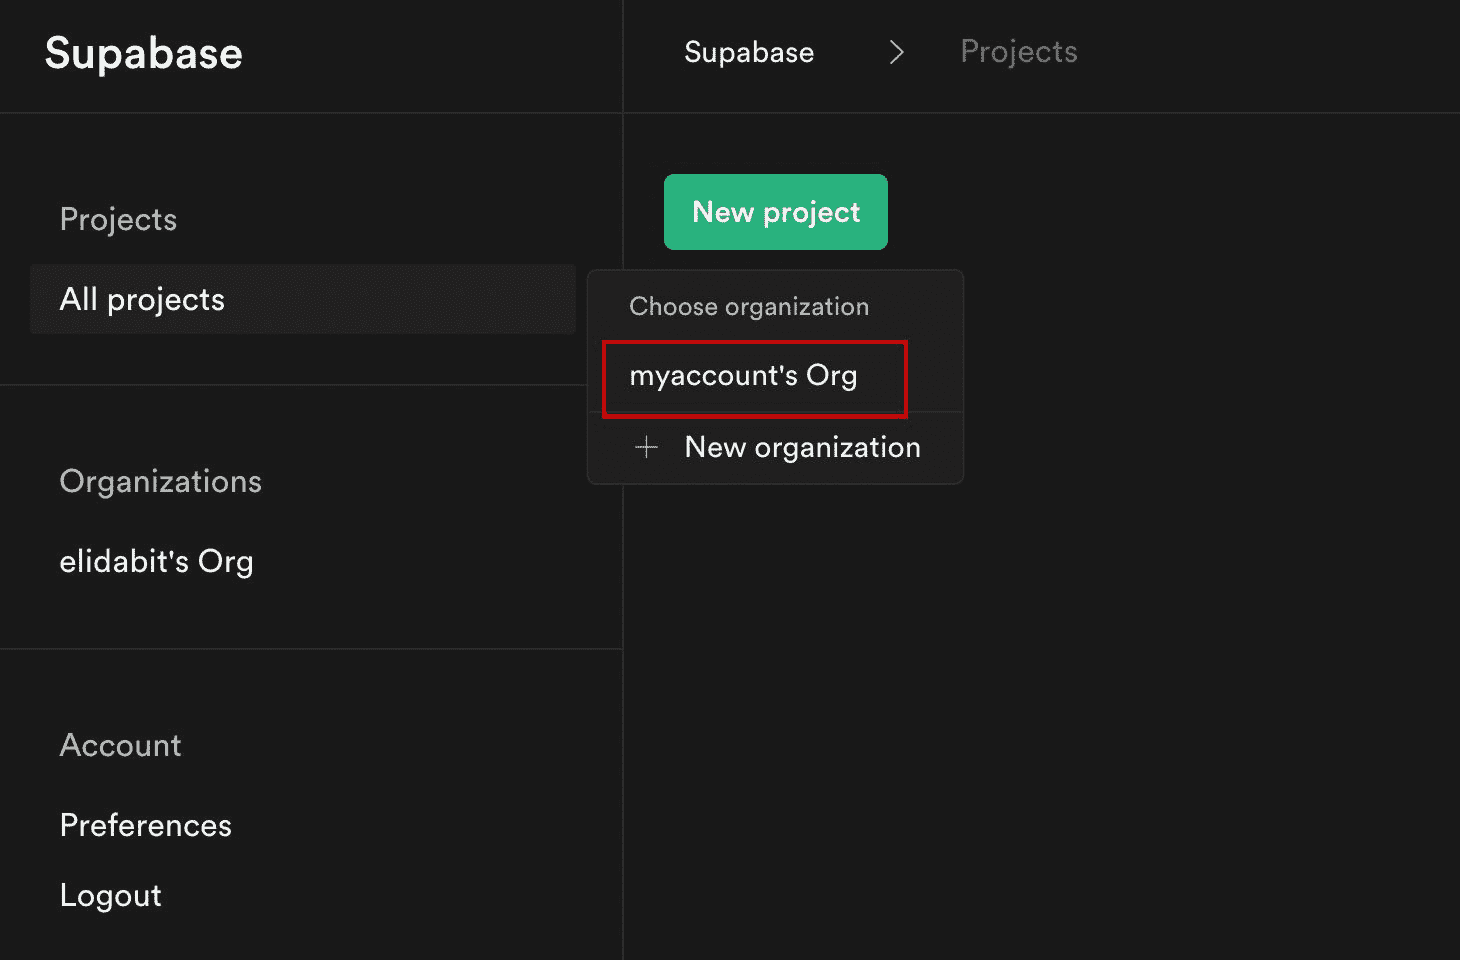 Supabase
Supabase
Projects
Projects
All projects
Organizations
elidabit's Org
Account
Preferences
Logout
New project
Choose organization
myaccount's Org
New organization